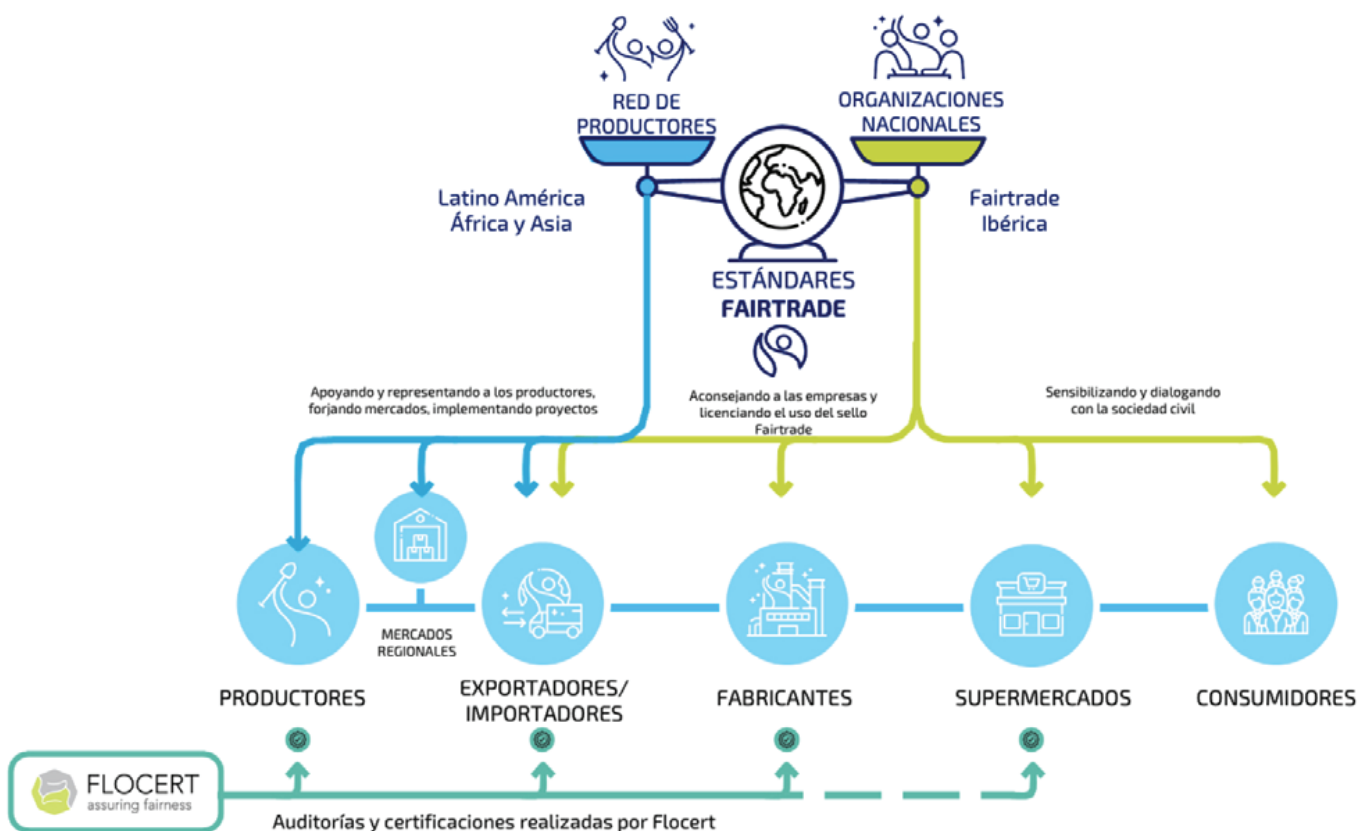 RED DE
PRODUCTORES
ORGANIZACIONES
NACIONALES
Latino América
África y Asia
Fairtrade
Ibérica
ESTÁNDARES
FAIRTRADE
Apoyando y representando a los productores,
forjando mercados, implementando proyectos
Aconsejando a las empresas y
licenciando el uso del sello
Fairtrade
Sensibilizando y dialogando
con la sociedad civil
MERCADOS
REGIONALES
PRODUCTORES
EXPORTADORES/
IMPORTADORES
FABRICANTES
SUPERMERCADOS
CONSUMIDORES
FLOCERT
assuring fairness
Auditorías y certificaciones realizadas por Flocert